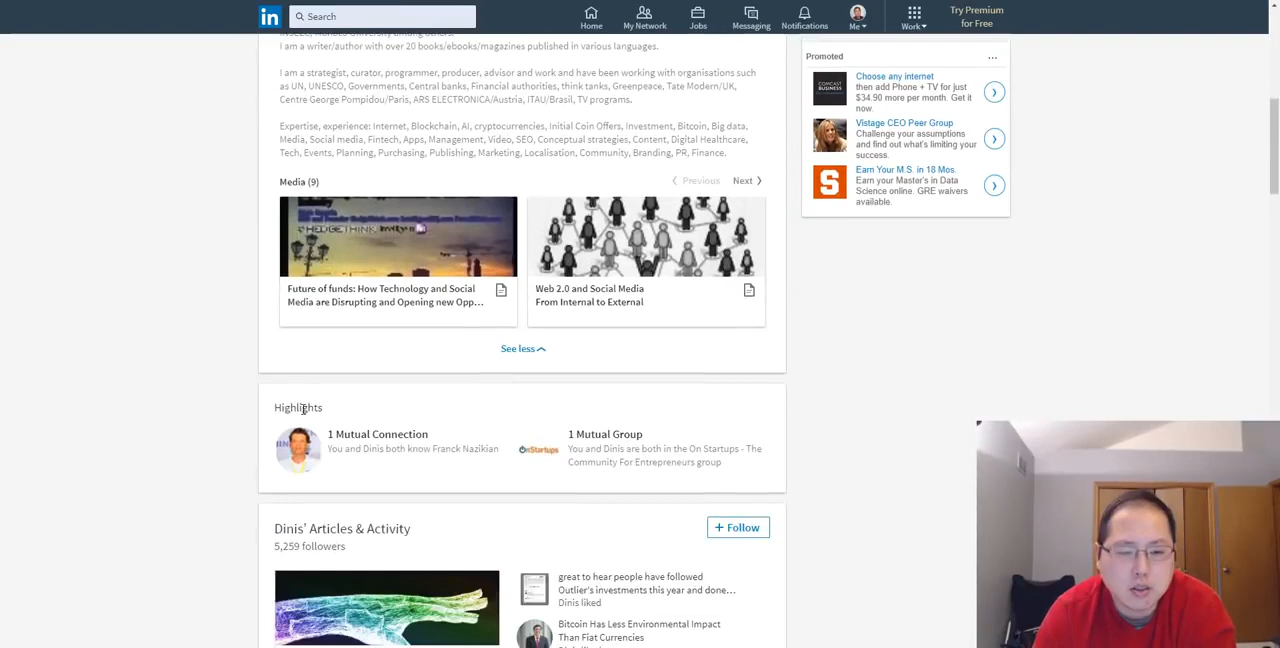 in
Search
Home
My Network
Jobs
Messaging
Notifications
Me
Work
Try Premium
for Free
I am a writer/author with over 20 books/ebooks/magazines published in various languages.
I am a strategist, curator, programmer, producer, advisor and work and have been working with organisations such
as UN, UNESCO, Governments, Central banks, Financial authorities, think tanks, Greenpeace, Tate Modern/UK,
Centre George Pompidou/Paris, ARS ELECTRONICA/Austria, ITAU/Brasil, TV programs.
Expertise, experience: Internet, Blockchain, AI, cryptocurrencies, Initial Coin Offers, Investment, Bitcoin, Big data,
Media, Social media, Fintech, Apps, Management, Video, SEO, Conceptual strategies, Content, Digital Healthcare,
Tech, Events, Planning, Purchasing, Publishing, Marketing, Localisation, Community, Branding, PR, Finance.
Media (9)
Previous
Next
Future of funds: How Technology and Social
Media are Disrupting and Opening new Opp...
Web 2.0 and Social Media
From Internal to External
See less
Highlights
1 Mutual Connection
You and Dinis both know Franck Nazikian
OnStartups
1 Mutual Group
You and Dinis are both in the On Startups - The
Community For Entrepreneurs group
Dinis' Articles & Activity
5,259 followers
+ Follow
great to hear people have followed
Outlier's investments this year and done...
Dinis liked
Bitcoin Has Less Environmental Impact
Than Fiat Currencies
Promoted
...
COMCAST
BUSINESS
Choose any internet
then add Phone + TV for just
$34.90 more per month. Get it
now.
Vistage CEO Peer Group
Challenge your assumptions
and find out what's limiting your
success.
S
Earn Your M.S. in 18 Mos.
Earn your Master's in Data
Science online. GRE waivers
available.